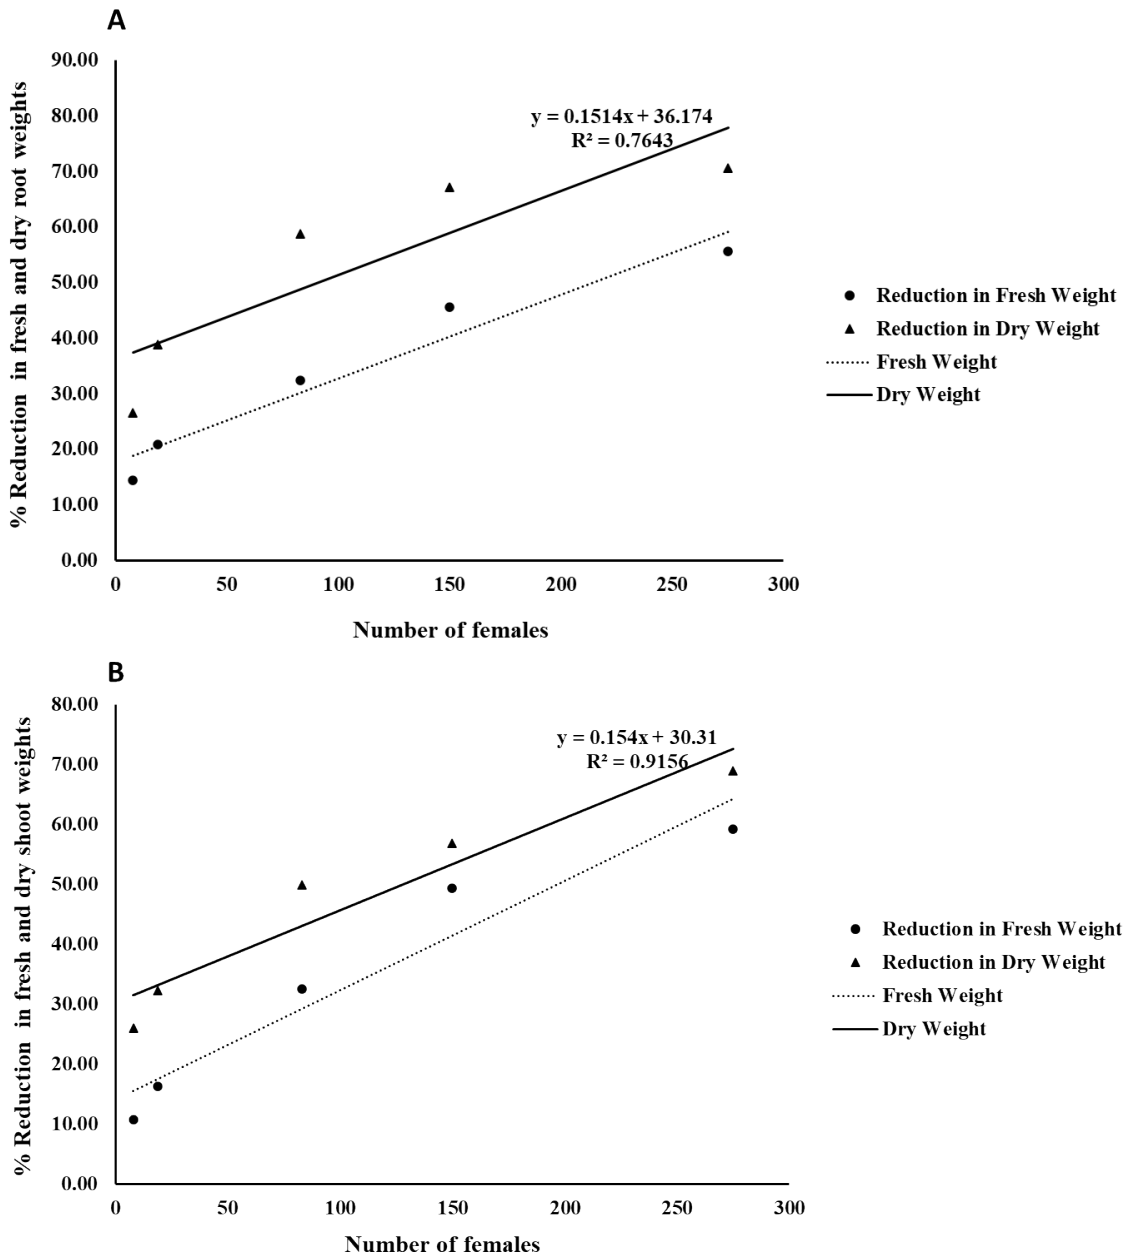 A
90.00
80.00
70.00
60.00
50.00
40.00
30.00
20.00
10.00
0.00
% Reduction in fresh and dry root weights
y = 0.1514x + 36.174
R² = 0.7643
0 50 100 150 200 250 300
Number of females
Reduction in Fresh Weight
Reduction in Dry Weight
Fresh Weight
Dry Weight
B
80.00
70.00
60.00
50.00
40.00
30.00
20.00
10.00
0.00
% Reduction in fresh and dry shoot weights
y = 0.154x + 30.31
R² = 0.9156
0 50 100 150 200 250 300
Number of females
Reduction in Fresh Weight
Reduction in Dry Weight
Fresh Weight
Dry Weight